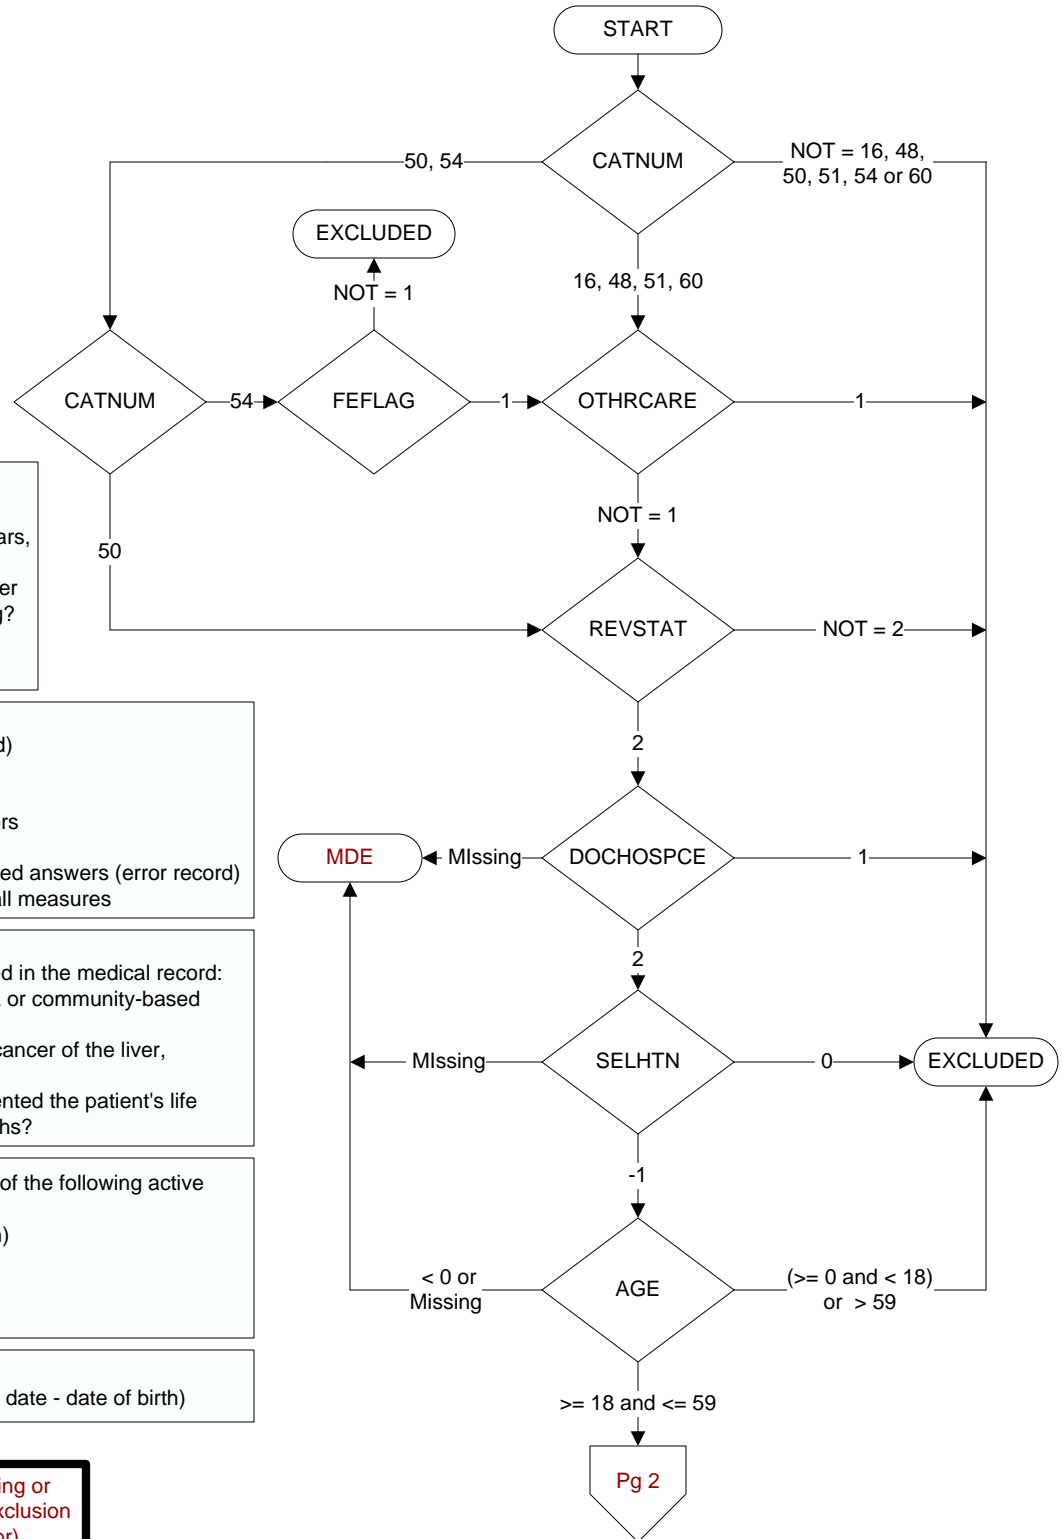 START
CATNUM
50, 54
NOT = 16, 48,
50, 51, 54 or 60
EXCLUDED
NOT = 1
16, 48, 51, 60
CATNUM
54
FEFLAG
1
OTHRCARE
1
NOT = 1
50
REVSTAT
NOT = 2
2
MDE
MIssing
DOCHOSPCE
1
2
MIssing
SELHTN
0
EXCLUDED
-1
< 0 or
Missing
AGE
(>= 0 and < 18)
or > 59
>= 18 and <= 59
Pg 2
ars,
er
g?
d)
rs
ed answers (error record)
all measures
ed in the medical record:
or community-based
cancer of the liver,
ented the patient's life
hs?
of the following active
)
date - date of birth)
ing or
xclusion
or)